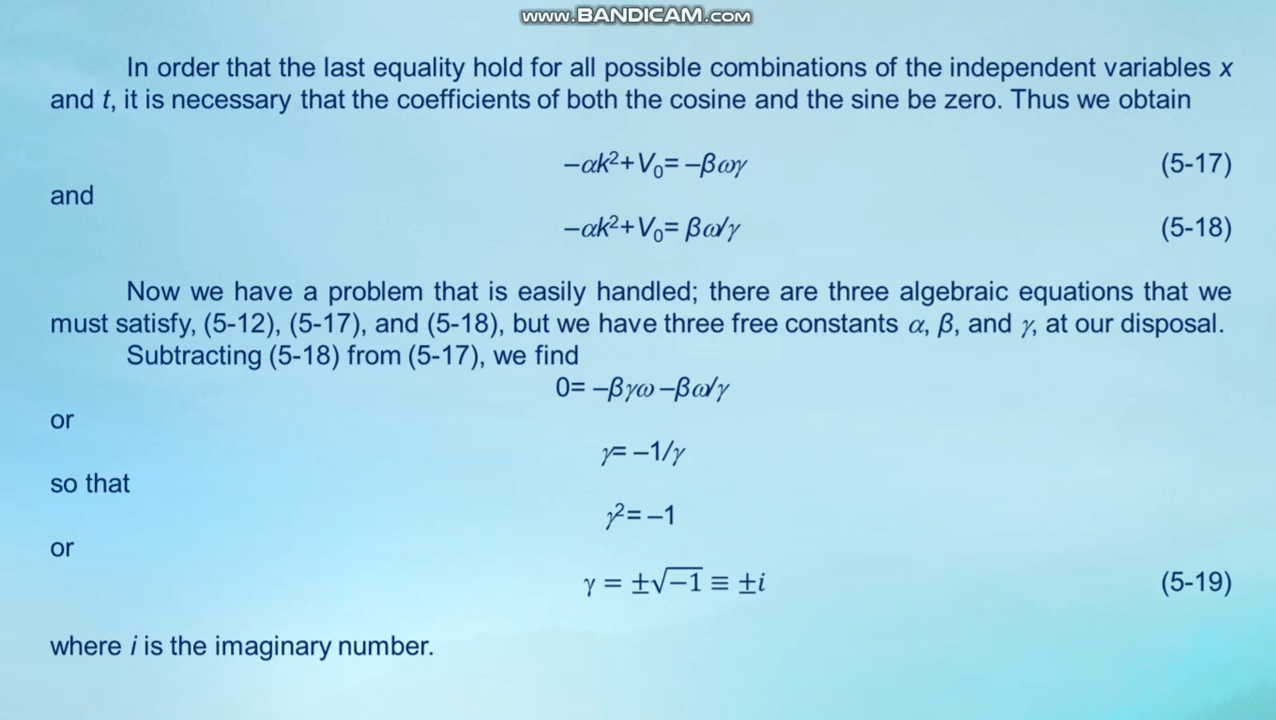 www.BANDICAM.com
In order that the last equality hold for all possible combinations of the independent variables x
and t, it is necessary that the coefficients of both the cosine and the sine be zero. Thus we obtain
−αk²+V₀= −βωγ (5-17)
and
−αk²+V₀= βω/γ (5-18)
Now we have a problem that is easily handled; there are three algebraic equations that we
must satisfy, (5-12), (5-17), and (5-18), but we have three free constants α, β, and γ, at our disposal.
Subtracting (5-18) from (5-17), we find
0= −βγω −βω/γ
or
γ= −1/γ
so that
γ²= −1
or
γ = ±√−1 ≡ ±i (5-19)
where i is the imaginary number.